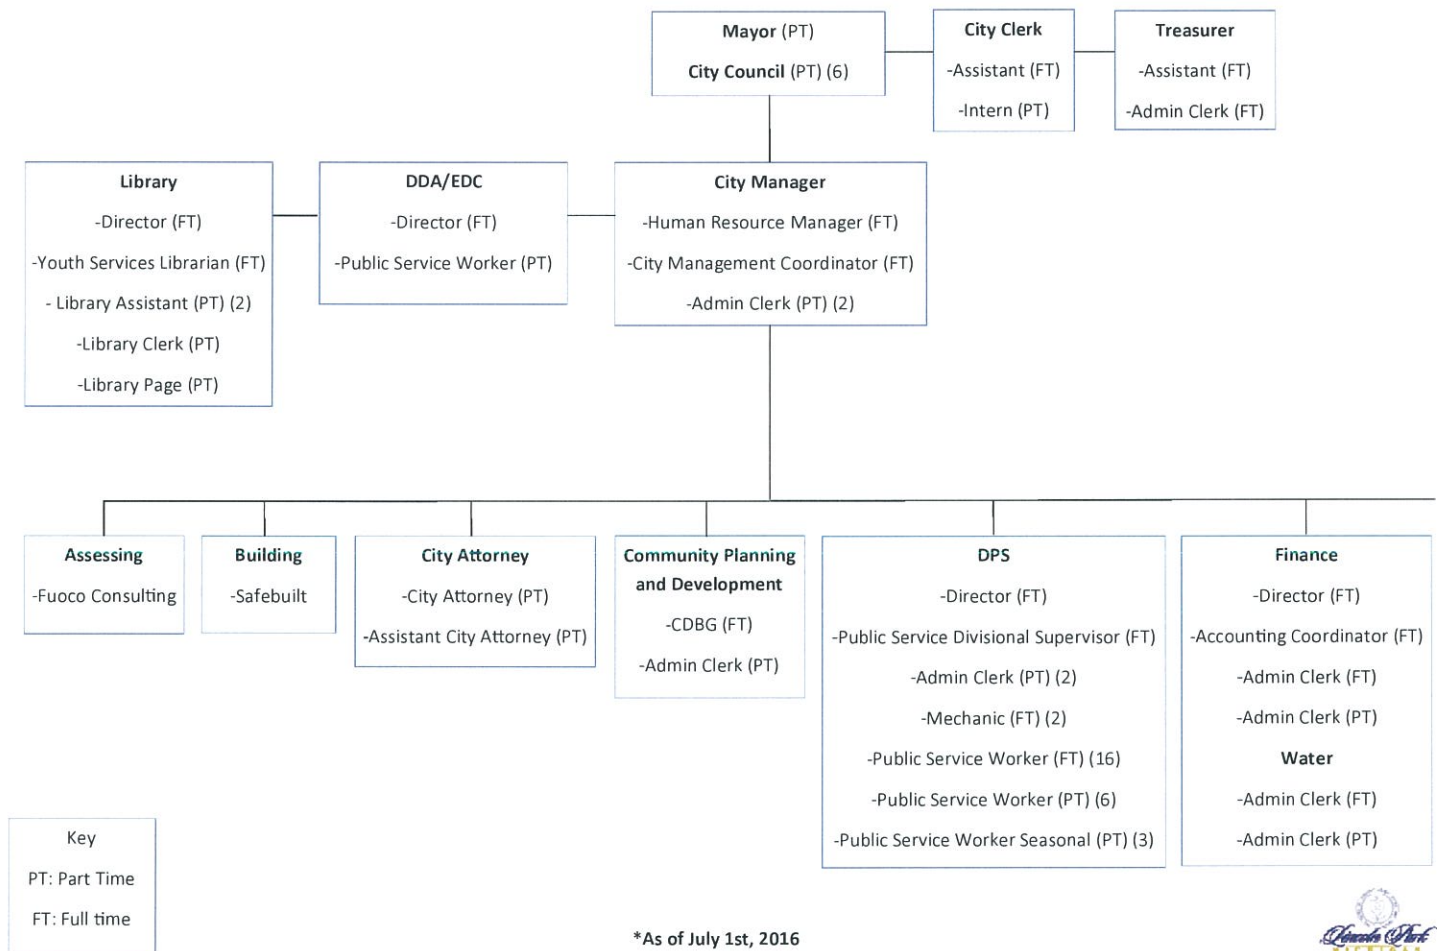 Mayor (PT)
City Council (PT) (6)
City Clerk
-Assistant (FT)
-Intern (PT)
Treasurer
-Assistant (FT)
-Admin Clerk (FT)
Library
-Director (FT)
-Youth Services Librarian (FT)
- Library Assistant (PT) (2)
-Library Clerk (PT)
-Library Page (PT)
DDA/EDC
-Director (FT)
-Public Service Worker (PT)
City Manager
-Human Resource Manager (FT)
-City Management Coordinator (FT)
-Admin Clerk (PT) (2)
Assessing
-Fuoco Consulting
Building
-Safebuilt
City Attorney
-City Attorney (PT)
-Assistant City Attorney (PT)
Community Planning
and Development
-CDBG (FT)
-Admin Clerk (PT)
DPS
-Director (FT)
-Public Service Divisional Supervisor (FT)
-Admin Clerk (PT) (2)
-Mechanic (FT) (2)
-Public Service Worker (FT) (16)
-Public Service Worker (PT) (6)
-Public Service Worker Seasonal (PT) (3)
Finance
-Director (FT)
-Accounting Coordinator (FT)
-Admin Clerk (FT)
-Admin Clerk (PT)
Water
-Admin Clerk (FT)
-Admin Clerk (PT)
Key
PT: Part Time
FT: Full time
*As of July 1st, 2016
Lincoln Park
MICHIGAN